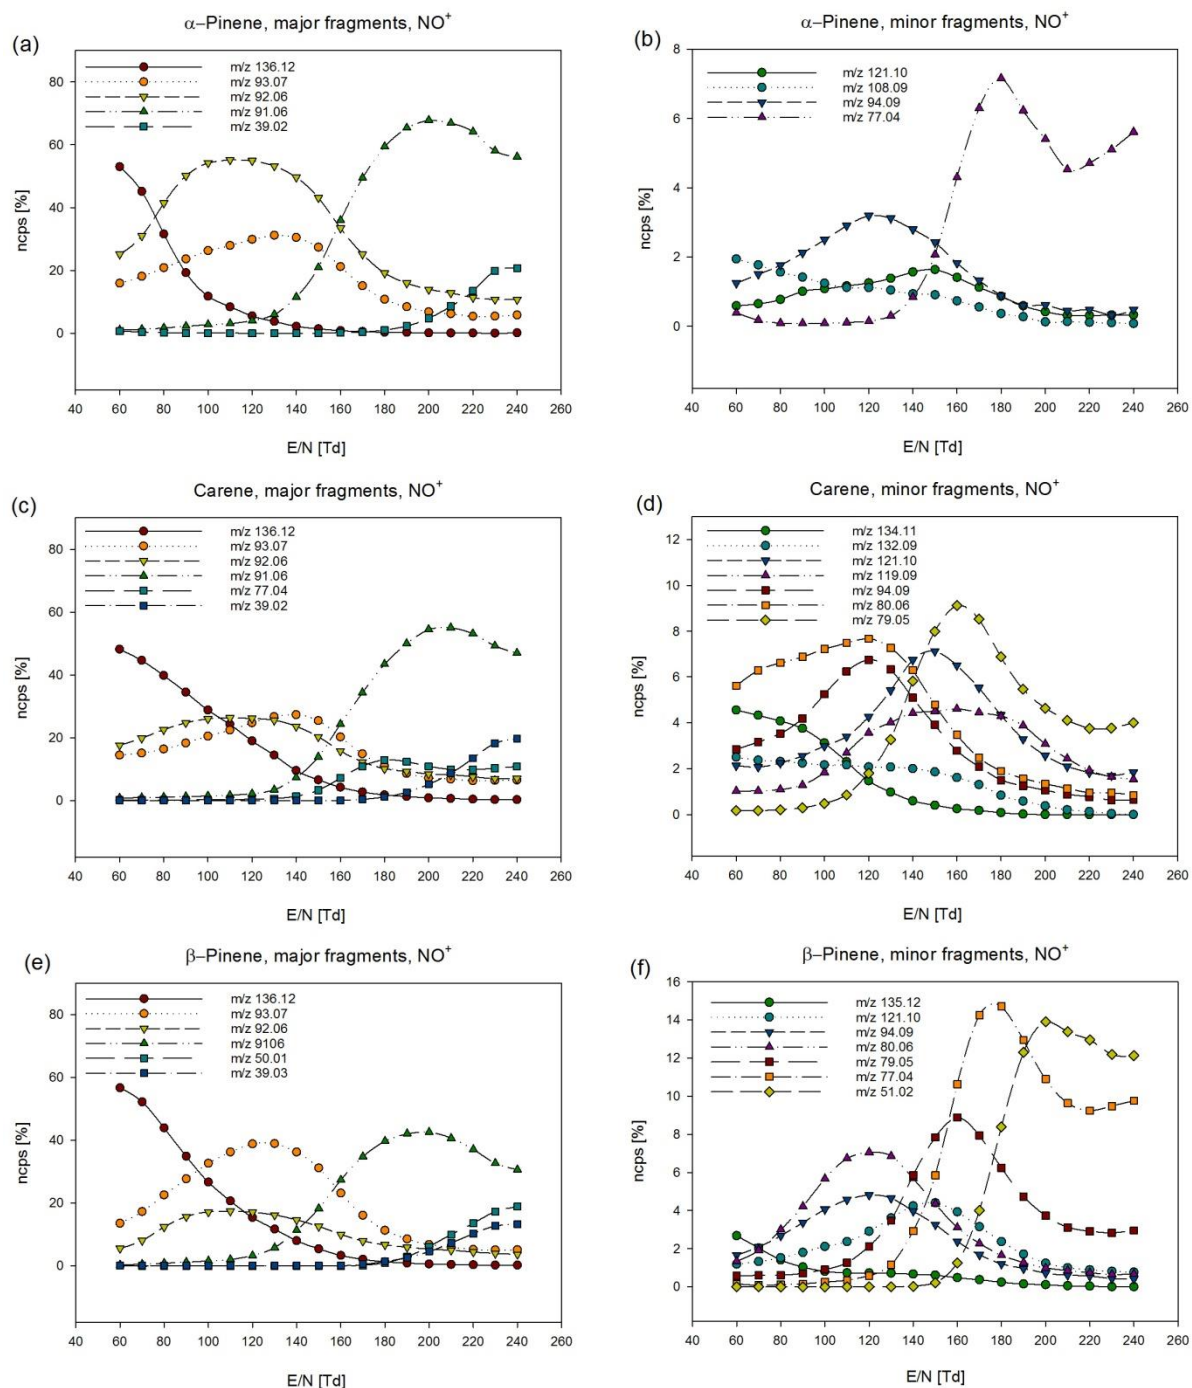 (a)
α–Pinene, major fragments, NO⁺
m/z 136.12
m/z 93.07
m/z 92.06
m/z 91.06
m/z 39.02
80
60
40
20
0
ncps [%]
40 60 80 100 120 140 160 180 200 220 240 260
E/N [Td]
(b)
α–Pinene, minor fragments, NO⁺
m/z 121.10
m/z 108.09
m/z 94.09
m/z 77.04
8
6
4
2
0
ncps [%]
40 60 80 100 120 140 160 180 200 220 240 260
E/N [Td]
(c)
Carene, major fragments, NO⁺
m/z 136.12
m/z 93.07
m/z 92.06
m/z 91.06
m/z 77.04
m/z 39.02
80
60
40
20
0
ncps [%]
40 60 80 100 120 140 160 180 200 220 240 260
E/N [Td]
(d)
Carene, minor fragments, NO⁺
m/z 134.11
m/z 132.09
m/z 121.10
m/z 119.09
m/z 94.09
m/z 80.06
m/z 79.05
12
10
8
6
4
2
0
ncps [%]
40 60 80 100 120 140 160 180 200 220 240 260
E/N [Td]
(e)
β–Pinene, major fragments, NO⁺
m/z 136.12
m/z 93.07
m/z 92.06
m/z 9106
m/z 50.01
m/z 39.03
80
60
40
20
0
ncps [%]
40 60 80 100 120 140 160 180 200 220 240 260
E/N [Td]
(f)
β–Pinene, minor fragments, NO⁺
m/z 135.12
m/z 121.10
m/z 94.09
m/z 80.06
m/z 79.05
m/z 77.04
m/z 51.02
16
14
12
10
8
6
4
2
0
ncps [%]
40 60 80 100 120 140 160 180 200 220 240 260
E/N [Td]